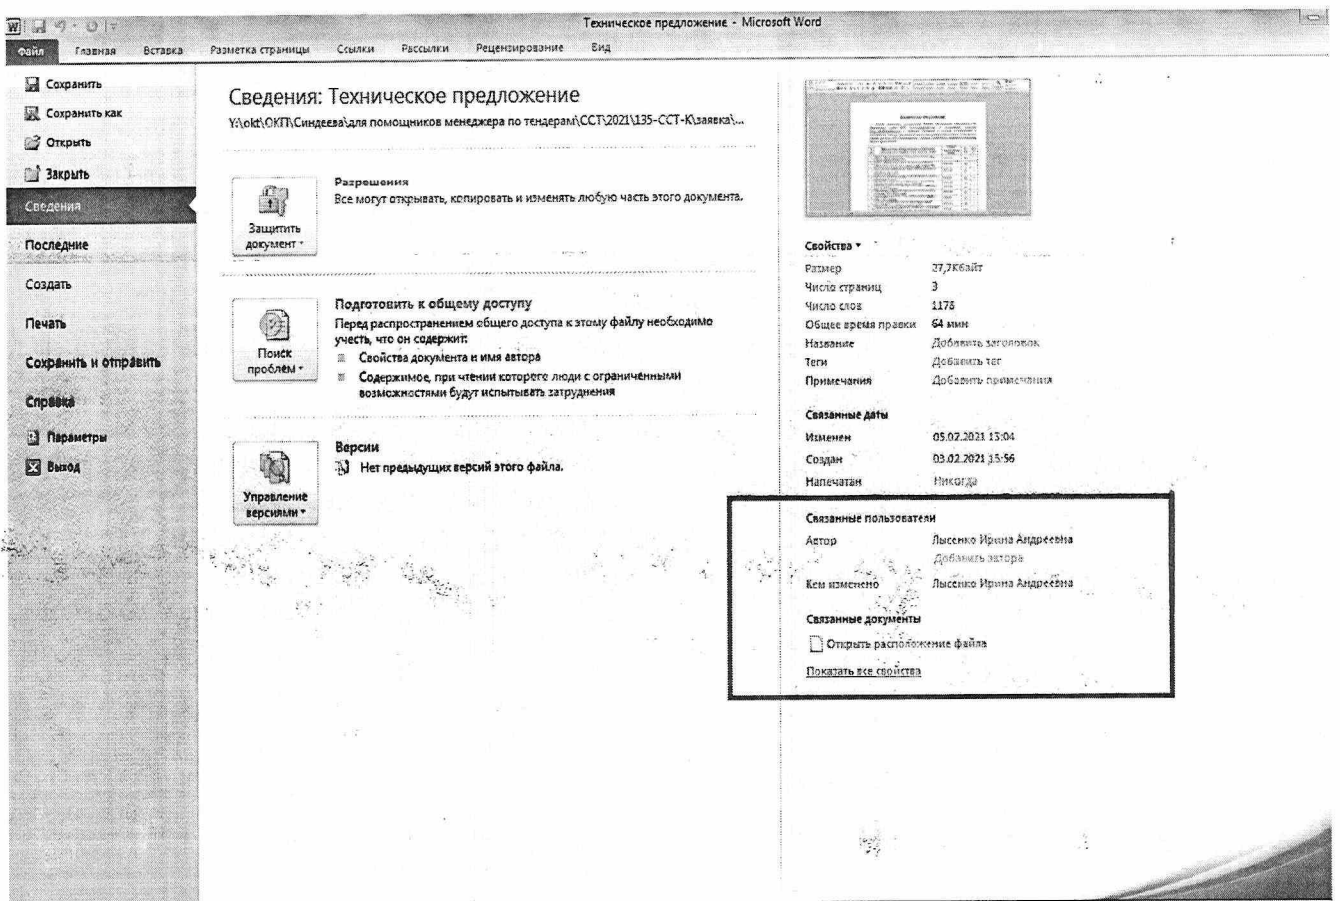 Техническое предложение - Microsoft Word
Файл Главная Вставка Разметка страницы Ссылки Рассылки Рецензирование Вид
Сохранить
Сохранить как
Открыть
Закрыть
Сведения
Последние
Создать
Печать
Сохранить и отправить
Справка
Параметры
Выход
Сведения: Техническое предложение
Y:\okt\ОКП\Синдеева\для помощников менеджера по тендерам\ССТ\2021\135-ССТ-К\заявка\...
Защитить
документ
Разрешения
Все могут открывать, копировать и изменять любую часть этого документа.
Поиск
проблем
Подготовить к общему доступу
Перед распространением общего доступа к этому файлу необходимо
учесть, что он содержит:
Свойства документа и имя автора
Содержимое, при чтении которого люди с ограниченными
возможностями будут испытывать затруднения
Управление
версиями
Версии
Нет предыдущих версий этого файла.
Свойства
Размер 27,7Кбайт
Число страниц 3
Число слов 1178
Общее время правки 64 мин
Название Добавить заголовок
Теги Добавить тег
Примечания Добавить примечания
Связанные даты
Изменен 05.02.2021 13:04
Создан 03.02.2021 15:56
Напечатан Никогда
Связанные пользователи
Автор Лысенко Ирина Андреевна
Добавить автора
Кем изменено Лысенко Ирина Андреевна
Связанные документы
Открыть расположение файла
Показать все свойства